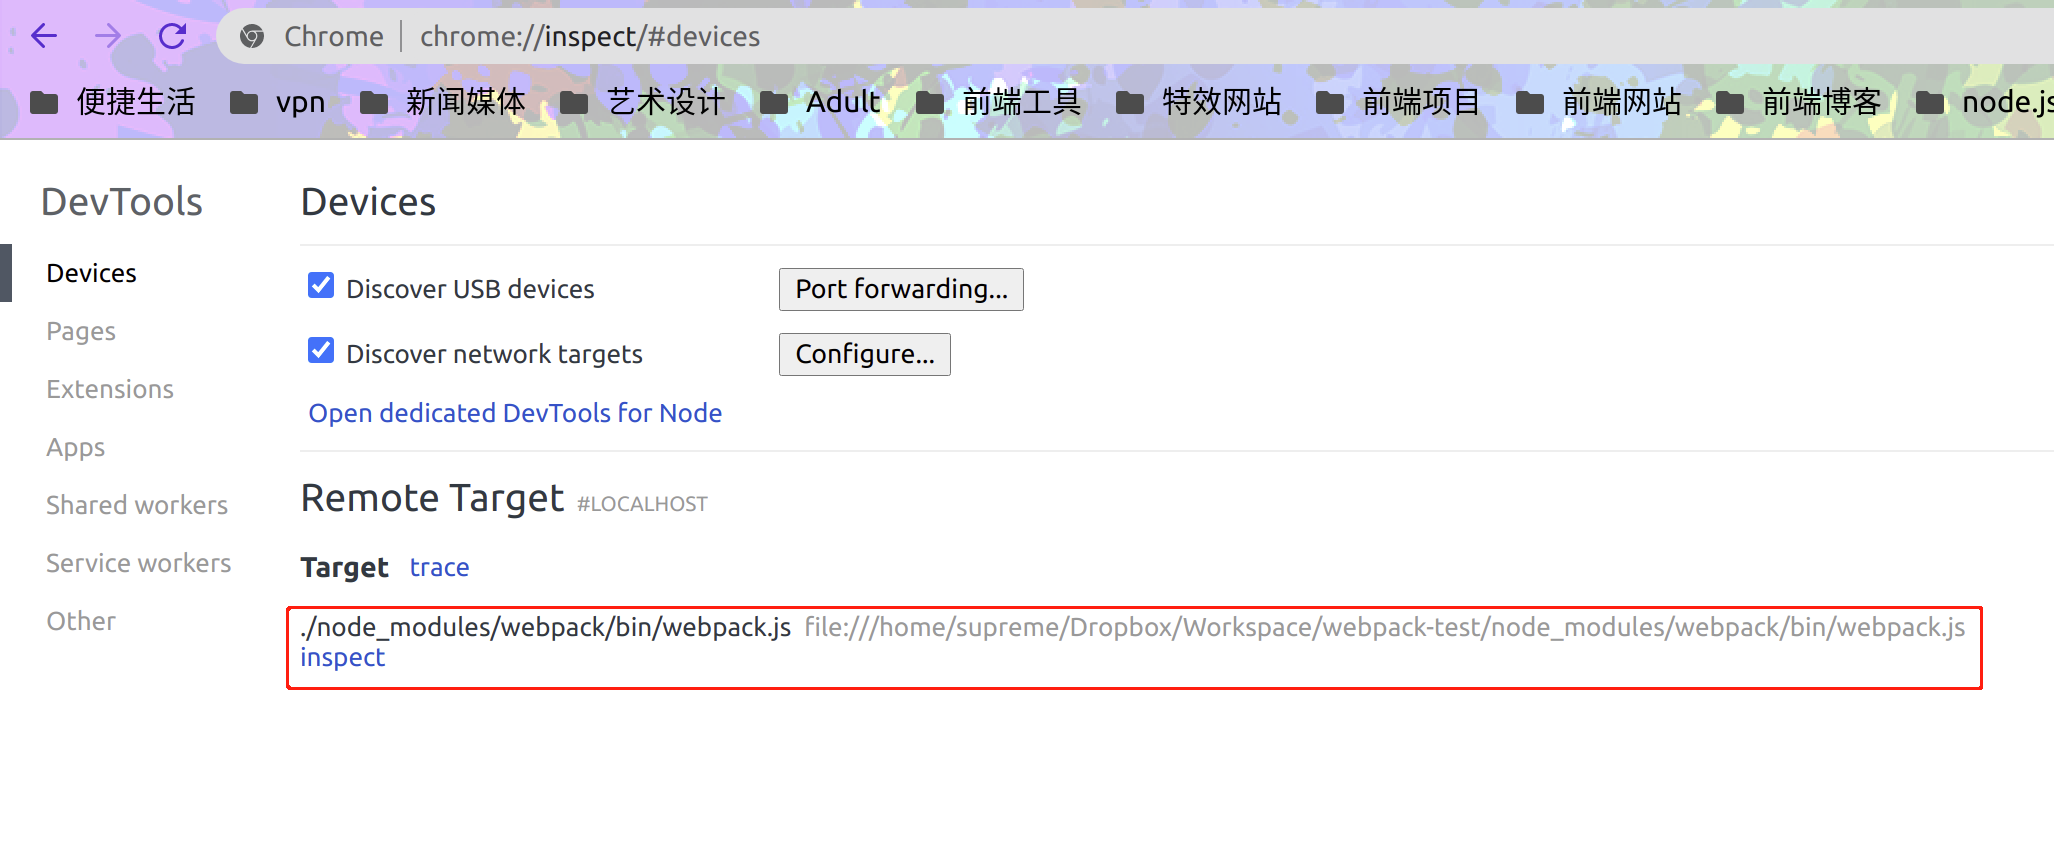 Chrome | chrome://inspect/#devices
便捷生活 vpn 新闻媒体 艺术设计 Adult 前端工具 特效网站 前端项目 前端网站 前端博客 node.js
DevTools
Devices
Pages
Extensions
Apps
Shared workers
Service workers
Other
Devices
Discover USB devices Port forwarding...
Discover network targets Configure...
Open dedicated DevTools for Node
Remote Target #LOCALHOST
Target trace
./node_modules/webpack/bin/webpack.js file:///home/supreme/Dropbox/Workspace/webpack-test/node_modules/webpack/bin/webpack.js
inspect